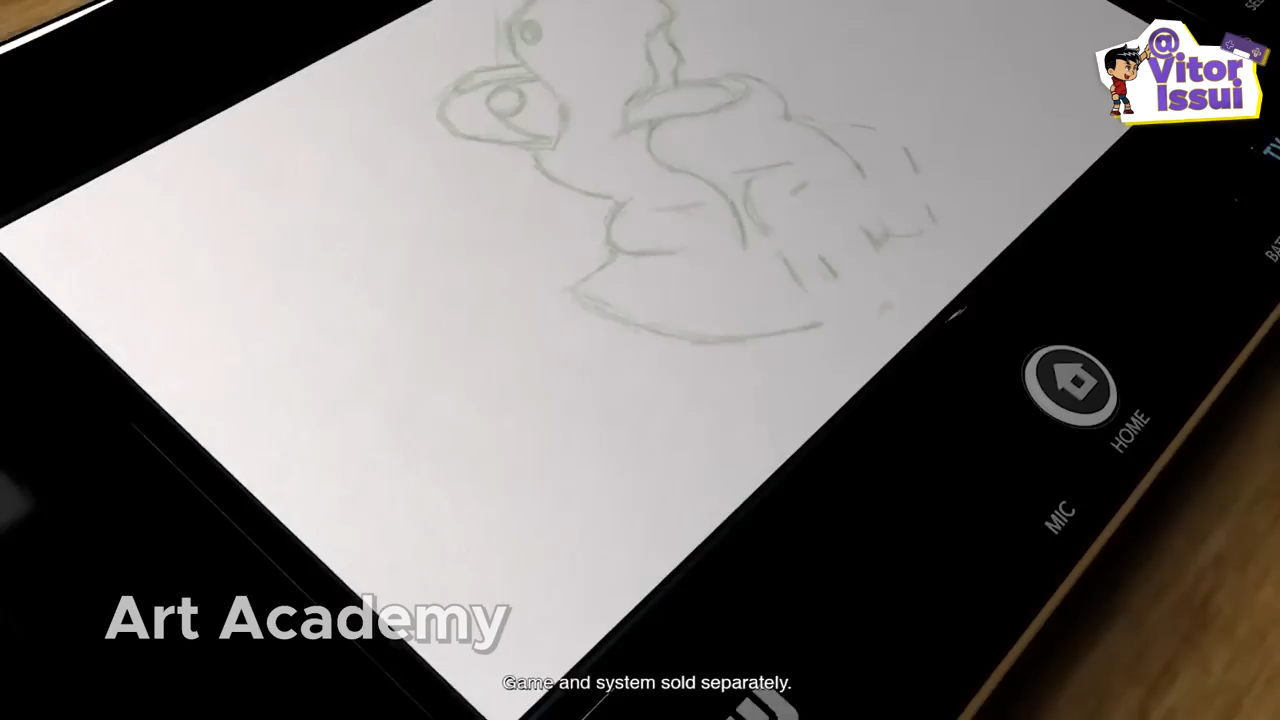 @
Vitor
Issui
HOME
MIC
Art Academy
Game and system sold separately.